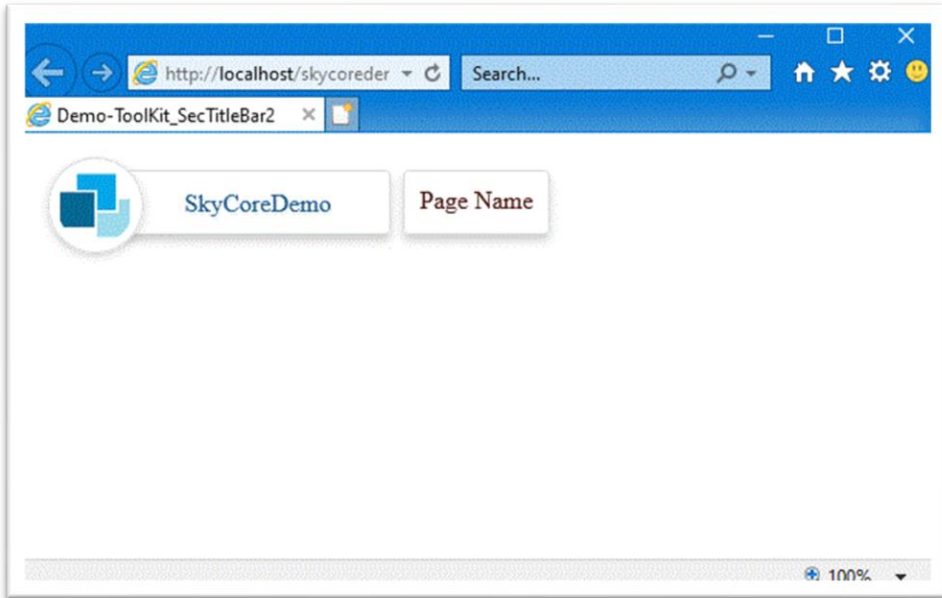 http://localhost/skycoreder
Search...
Demo-ToolKit_SecTitleBar2
SkyCoreDemo
Page Name
100%